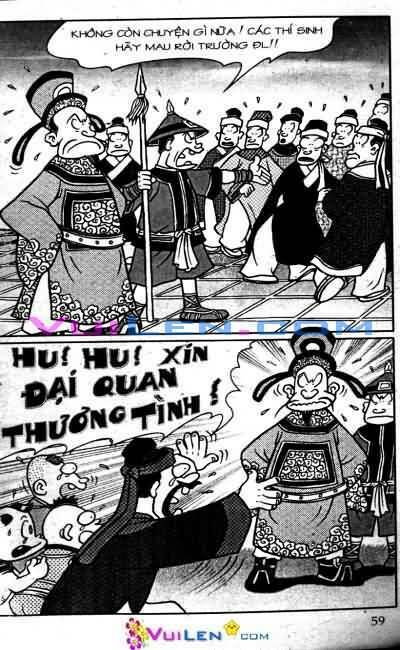 KHÔNG CÒN CHUYỆN GÌ NỮA! CÁC THÍ SINH
HÃY MAU RỜI TRƯỜNG ĐI!!
VUILEN.COM
HU! HU! XIN
ĐẠI QUAN
THƯƠNG TÌNH!
59
VUILEN.COM